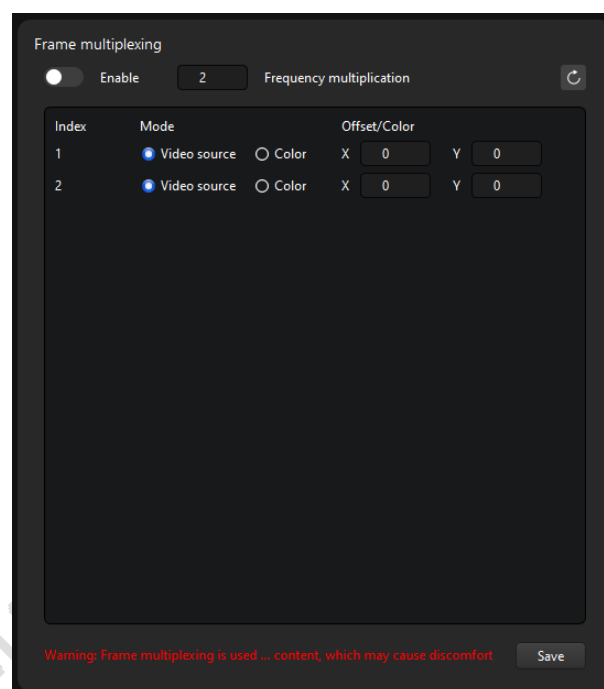 Frame multiplexing
Enable 2 Frequency multiplication
Index Mode Offset/Color
1 Video source Color X 0 Y 0
2 Video source Color X 0 Y 0
Warning: Frame multiplexing is used ... content, which may cause discomfort Save